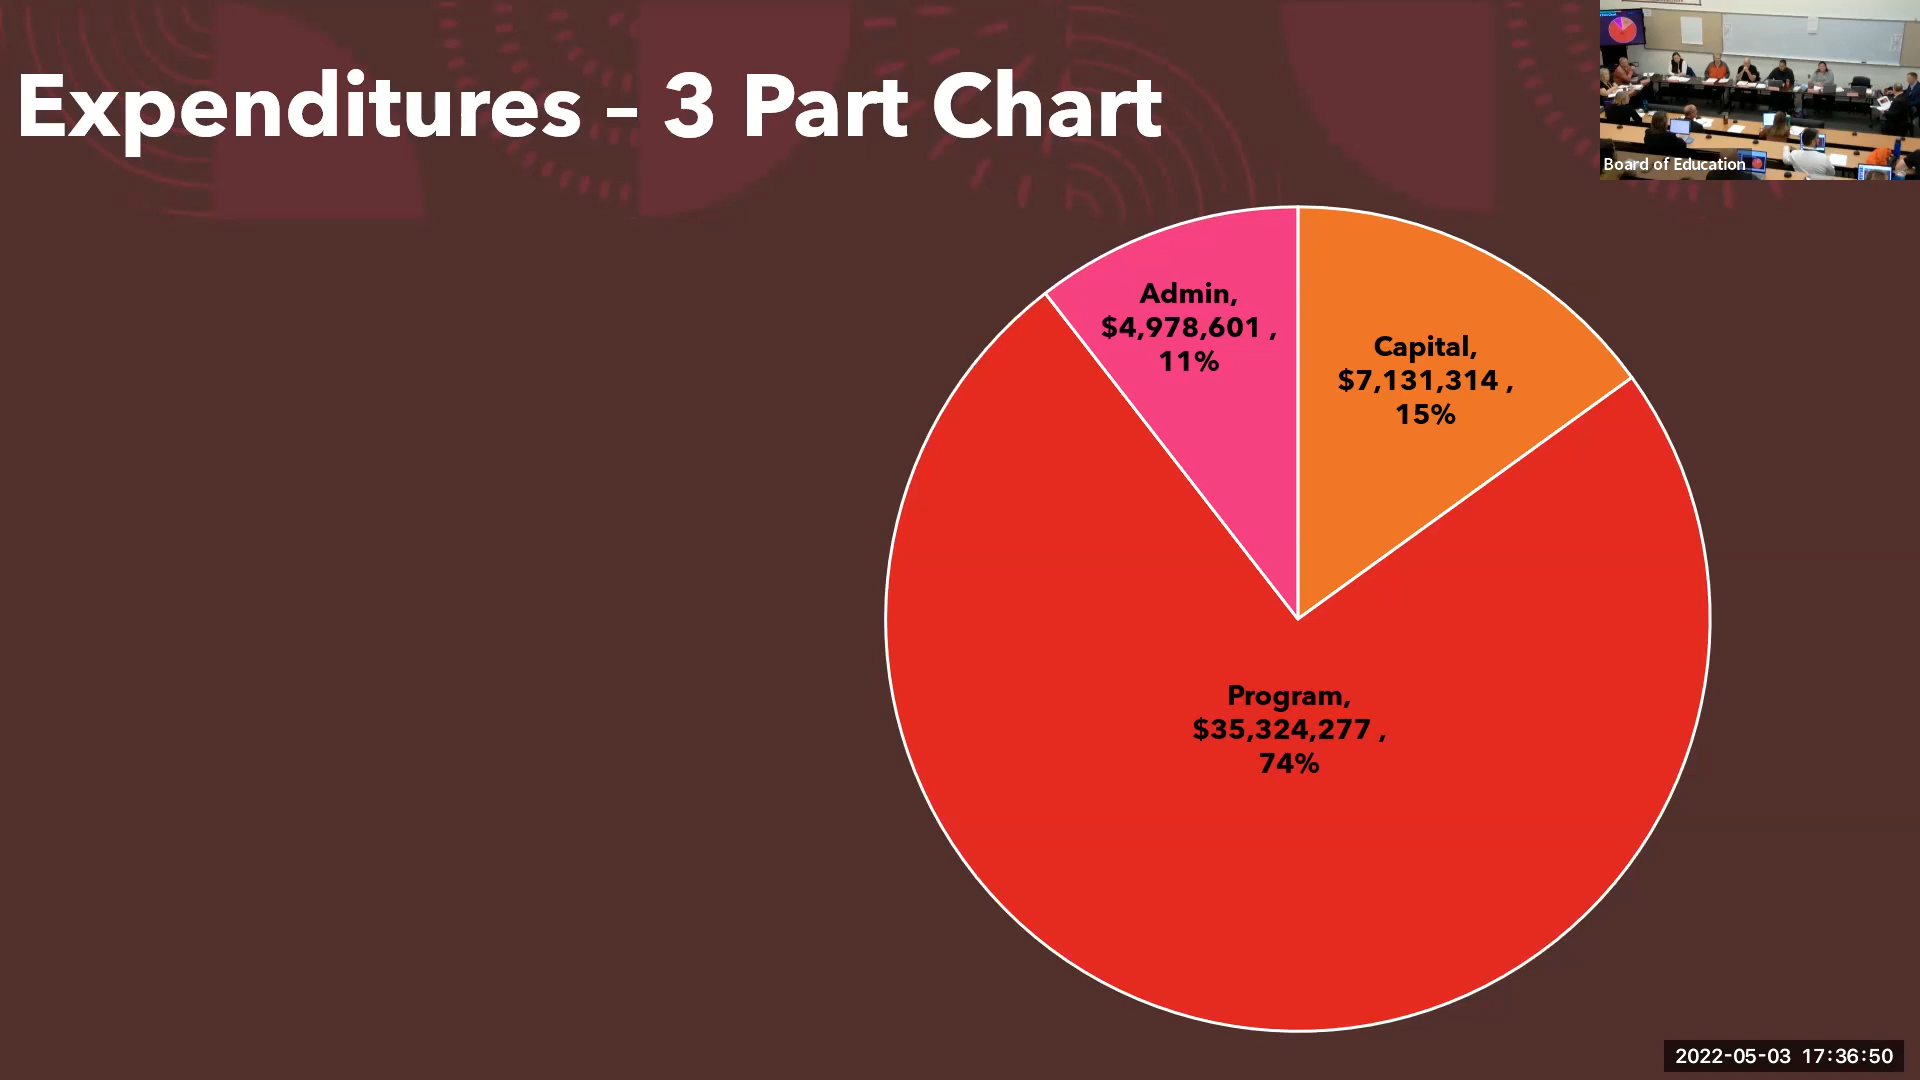 Expenditures – 3 Part Chart
Board of Education
Admin,
$4,978,601 ,
11%
Capital,
$7,131,314 ,
15%
Program,
$35,324,277 ,
74%
2022-05-03 17:36:50